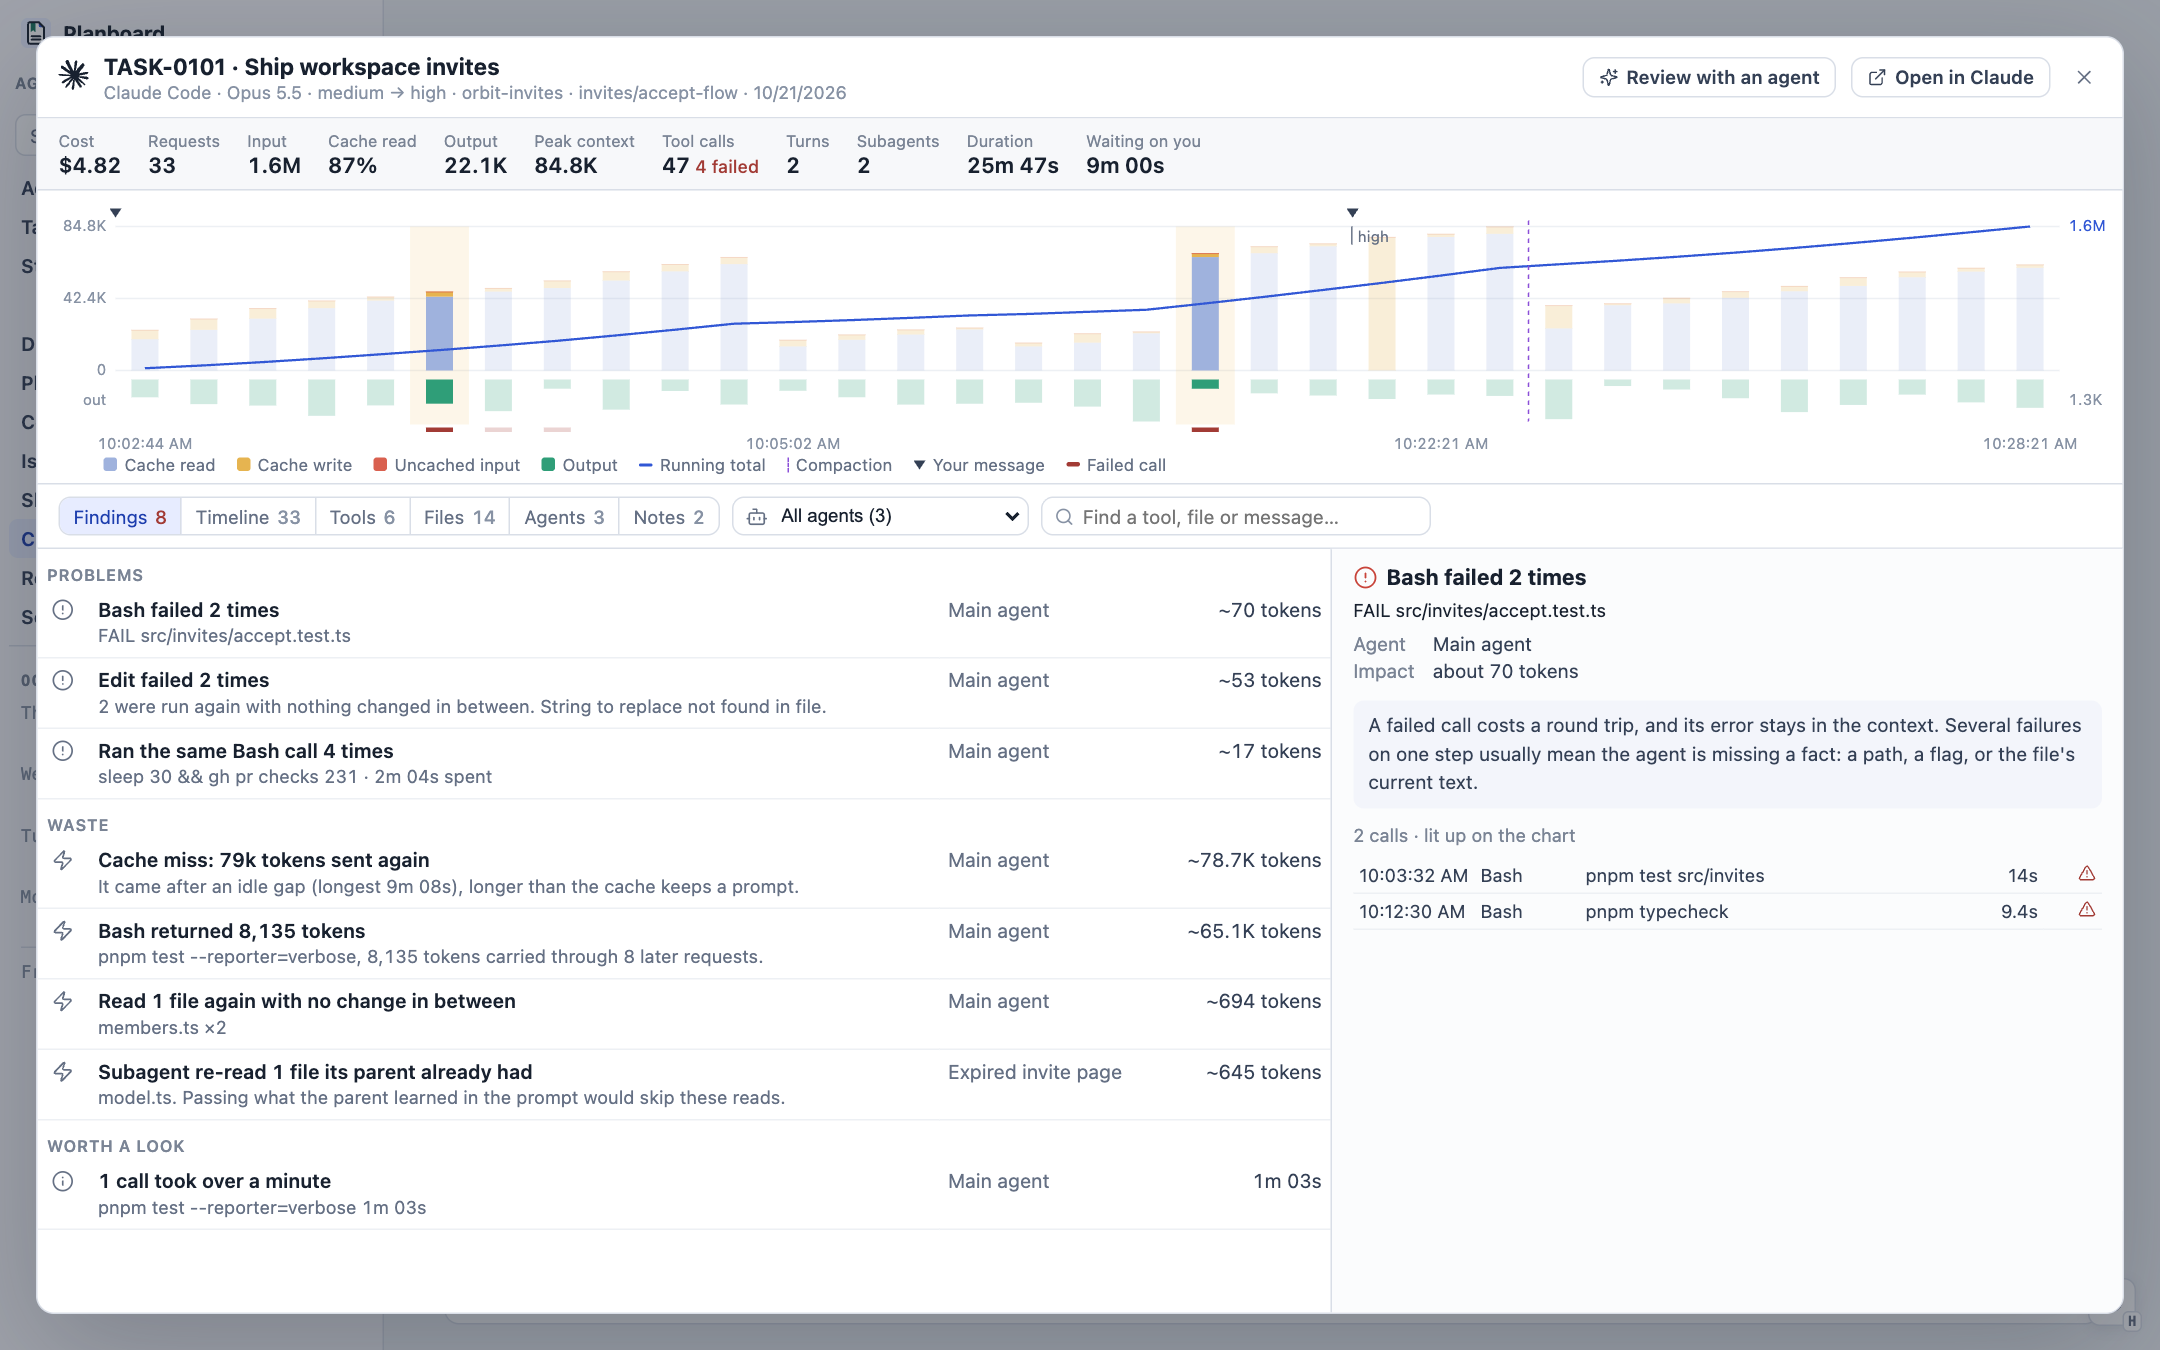 Planboard
TASK-0101 · Ship workspace invites
Claude Code · Opus 5.5 · medium → high · orbit-invites · invites/accept-flow · 10/21/2026
Review with an agent
Open in Claude
Cost Requests Input Cache read Output Peak context Tool calls Turns Subagents Duration Waiting on you
$4.82 33 1.6M 87% 22.1K 84.8K 47 4 failed 2 2 25m 47s 9m 00s
84.8K
1.6M
high
42.4K
0
out
1.3K
10:02:44 AM 10:05:02 AM 10:22:21 AM 10:28:21 AM
Cache read Cache write Uncached input Output Running total Compaction Your message Failed call
Findings 8 Timeline 33 Tools 6 Files 14 Agents 3 Notes 2 All agents (3) Find a tool, file or message...
PROBLEMS
Bash failed 2 times Main agent ~70 tokens
FAIL src/invites/accept.test.ts
Edit failed 2 times Main agent ~53 tokens
2 were run again with nothing changed in between. String to replace not found in file.
Ran the same Bash call 4 times Main agent ~17 tokens
sleep 30 && gh pr checks 231 · 2m 04s spent
WASTE
Cache miss: 79k tokens sent again Main agent ~78.7K tokens
It came after an idle gap (longest 9m 08s), longer than the cache keeps a prompt.
Bash returned 8,135 tokens Main agent ~65.1K tokens
pnpm test --reporter=verbose, 8,135 tokens carried through 8 later requests.
Read 1 file again with no change in between Main agent ~694 tokens
members.ts ×2
Subagent re-read 1 file its parent already had Expired invite page ~645 tokens
model.ts. Passing what the parent learned in the prompt would skip these reads.
WORTH A LOOK
1 call took over a minute Main agent 1m 03s
pnpm test --reporter=verbose 1m 03s
Bash failed 2 times
FAIL src/invites/accept.test.ts
Agent Main agent
Impact about 70 tokens
A failed call costs a round trip, and its error stays in the context. Several failures
on one step usually mean the agent is missing a fact: a path, a flag, or the file's
current text.
2 calls · lit up on the chart
10:03:32 AM Bash pnpm test src/invites 14s
10:12:30 AM Bash pnpm typecheck 9.4s
H